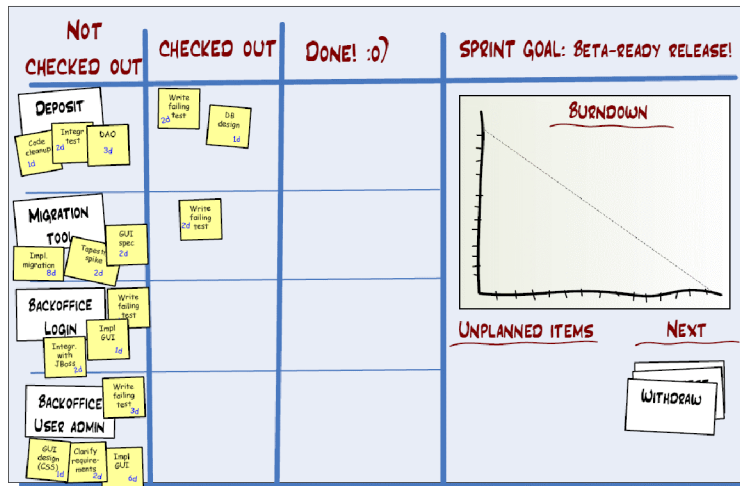 NOT
CHECKED OUT
CHECKED OUT
DONE! :o)
SPRINT GOAL: BETA-READY RELEASE!
DEPOSIT
Code
cleanup
1d
Integr.
test
2d
DAO
3d
Write
failing
test
2d
DB
design
1d
MIGRATION
TOOL
Impl.
migration
8d
Tapestry
spike
2d
GUI
spec
2d
Write
failing
test
2d
BACKOFFICE
LOGIN
Write
failing
test
Integr.
with
JBoss
2d
Impl
GUI
1d
BACKOFFICE
USER ADMIN
Write
failing
test
3d
GUI
design
(CSS)
1d
Clarify
require-
ments
2d
Impl
GUI
6d
BURNDOWN
UNPLANNED ITEMS
NEXT
WITHDRAW